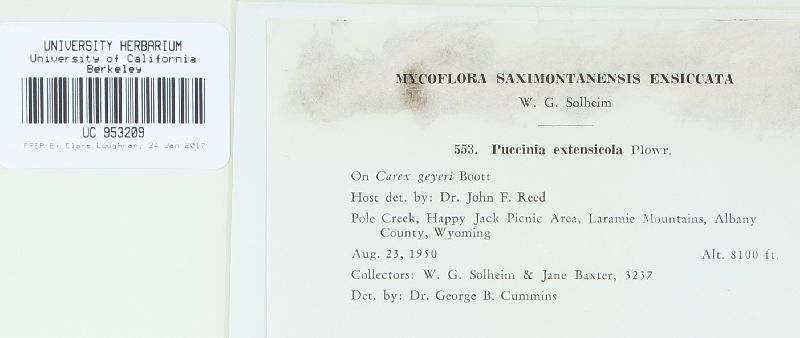 UNIVERSITY HERBARIUM
University of California
Berkeley
UC 953209
PREP BY Clare Loughran, 24 Jan 2017
MYCOFLORA SAXIMONTANENSIS EXSICCATA
W. G. Solheim
553. Puccinia extensicola Plowr.
On Carex geyeri Boott
Host det. by: Dr. John F. Reed
Pole Creek, Happy Jack Picnic Area, Laramie Mountains, Albany
County, Wyoming
Aug. 23, 1950 Alt. 8100 ft.
Collectors: W. G. Solheim & Jane Baxter, 3237
Det. by: Dr. George B. Cummins